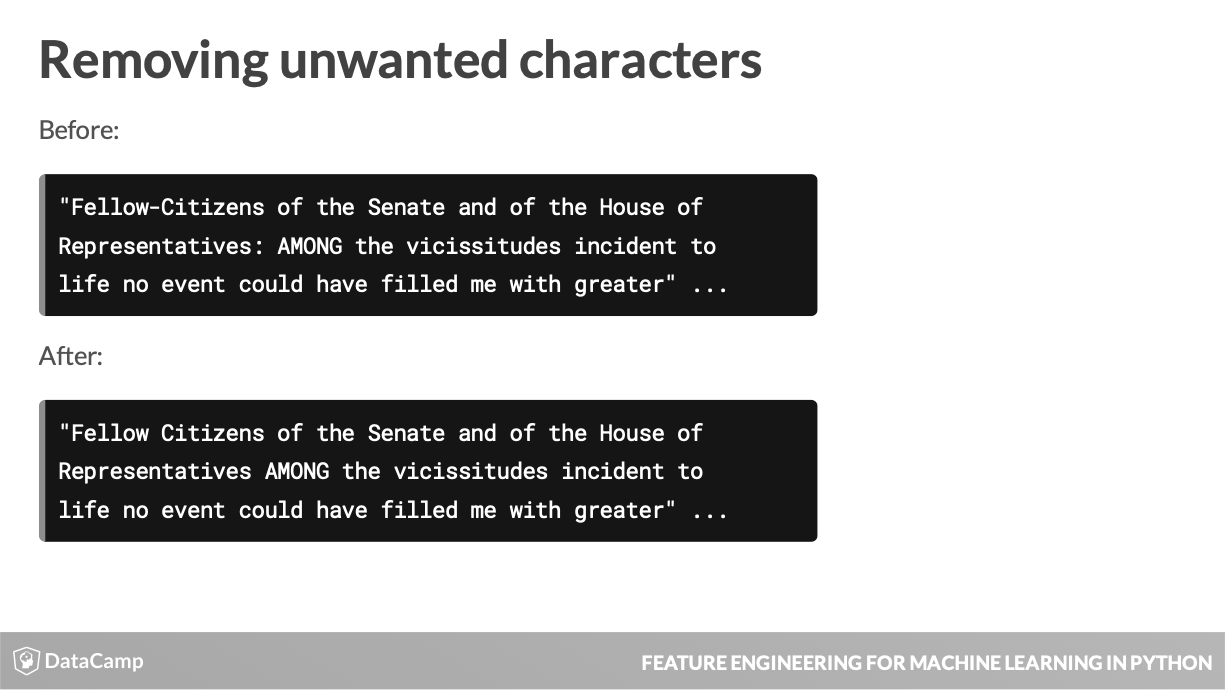 Removing unwanted characters
Before:
"Fellow-Citizens of the Senate and of the House of
Representatives: AMONG the vicissitudes incident to
life no event could have filled me with greater" ...
After:
"Fellow Citizens of the Senate and of the House of
Representatives AMONG the vicissitudes incident to
life no event could have filled me with greater" ...
DataCamp
FEATURE ENGINEERING FOR MACHINE LEARNING IN PYTHON